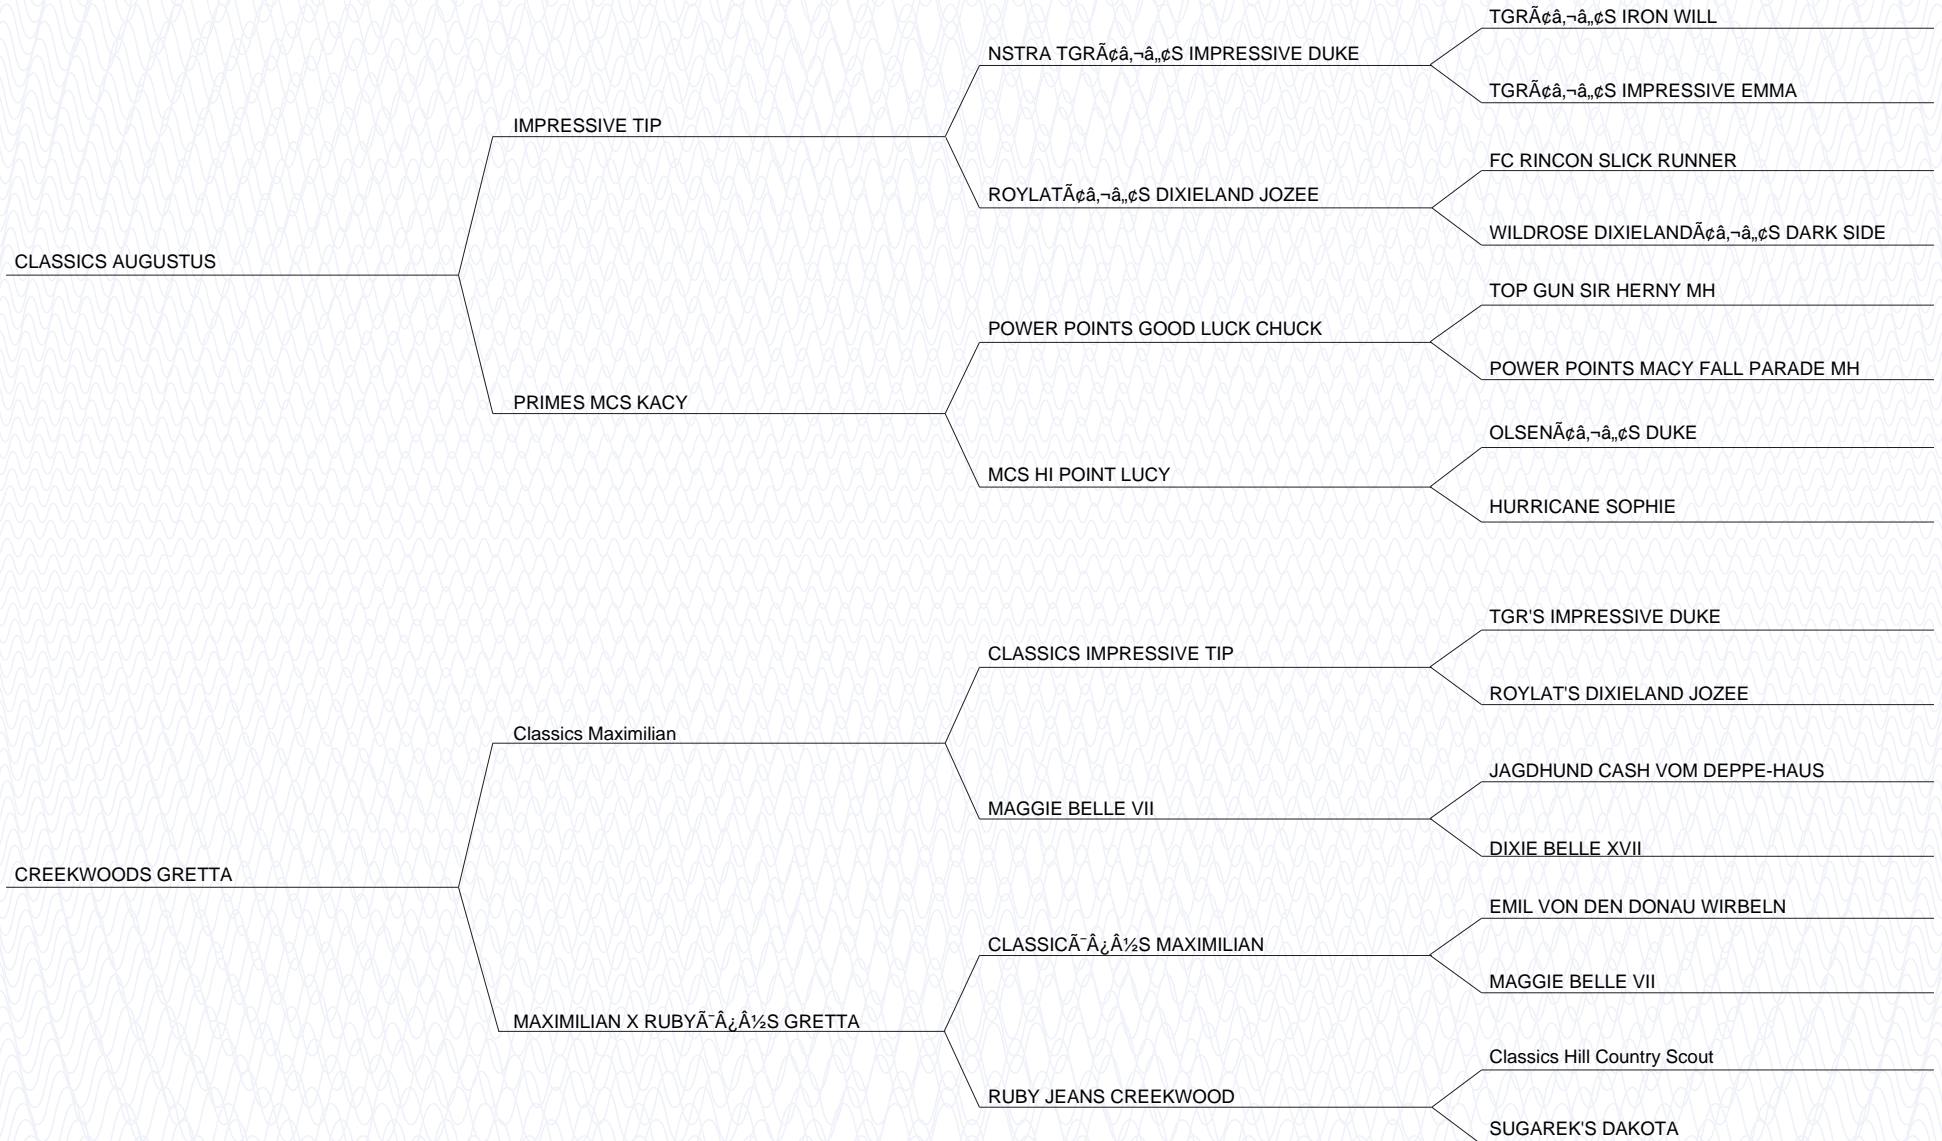 TGRÃ¢â‚¬â„¢S IRON WILL
NSTRA TGRÃ¢â‚¬â„¢S IMPRESSIVE DUKE
TGRÃ¢â‚¬â„¢S IMPRESSIVE EMMA
IMPRESSIVE TIP
FC RINCON SLICK RUNNER
ROYLATÃ¢â‚¬â„¢S DIXIELAND JOZEE
WILDROSE DIXIELANDÃ¢â‚¬â„¢S DARK SIDE
CLASSICS AUGUSTUS
TOP GUN SIR HERNY MH
POWER POINTS GOOD LUCK CHUCK
POWER POINTS MACY FALL PARADE MH
PRIMES MCS KACY
OLSENÃ¢â‚¬â„¢S DUKE
MCS HI POINT LUCY
HURRICANE SOPHIE
TGR'S IMPRESSIVE DUKE
CLASSICS IMPRESSIVE TIP
ROYLAT'S DIXIELAND JOZEE
Classics Maximilian
JAGDHUND CASH VOM DEPPE-HAUS
MAGGIE BELLE VII
DIXIE BELLE XVII
CREEKWOODS GRETTA
EMIL VON DEN DONAU WIRBELN
CLASSICÃ¯Â¿Â½S MAXIMILIAN
MAGGIE BELLE VII
MAXIMILIAN X RUBYÃ¯Â¿Â½S GRETTA
Classics Hill Country Scout
RUBY JEANS CREEKWOOD
SUGAREK'S DAKOTA